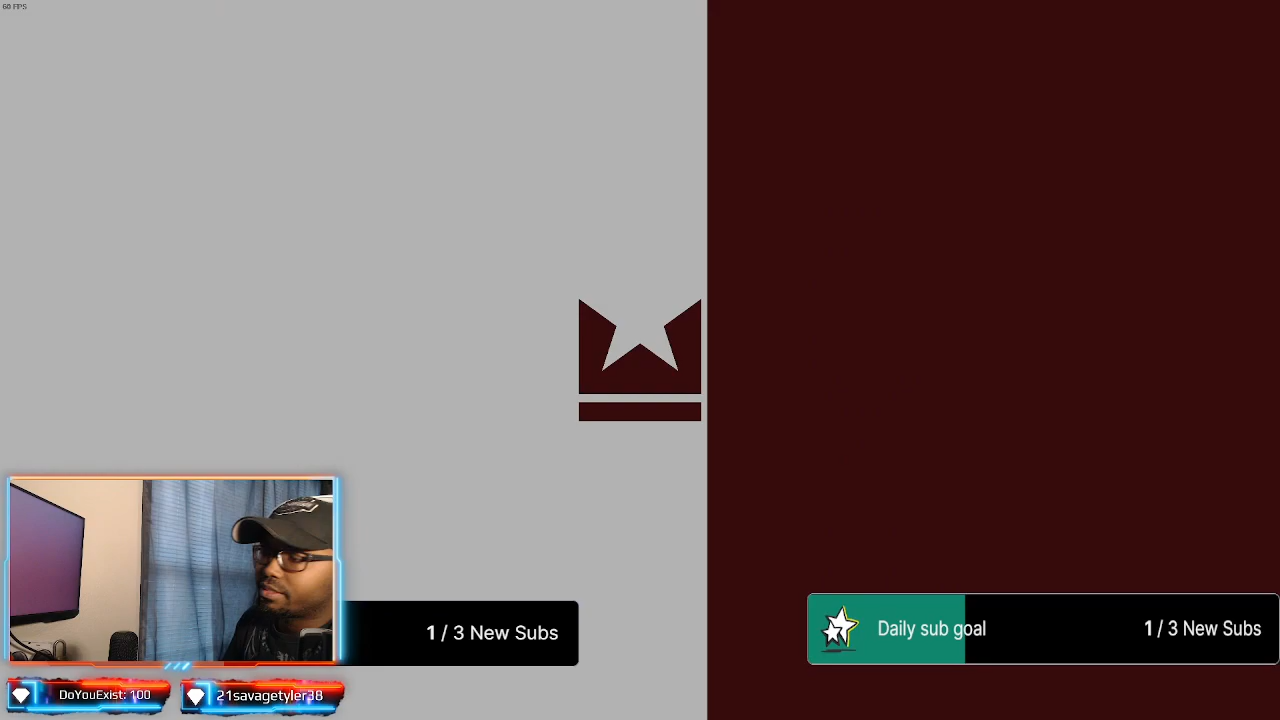 60 FPS
1 / 3 New Subs
Daily sub goal
1 / 3 New Subs
DoYouExist: 100
21savagetyler38